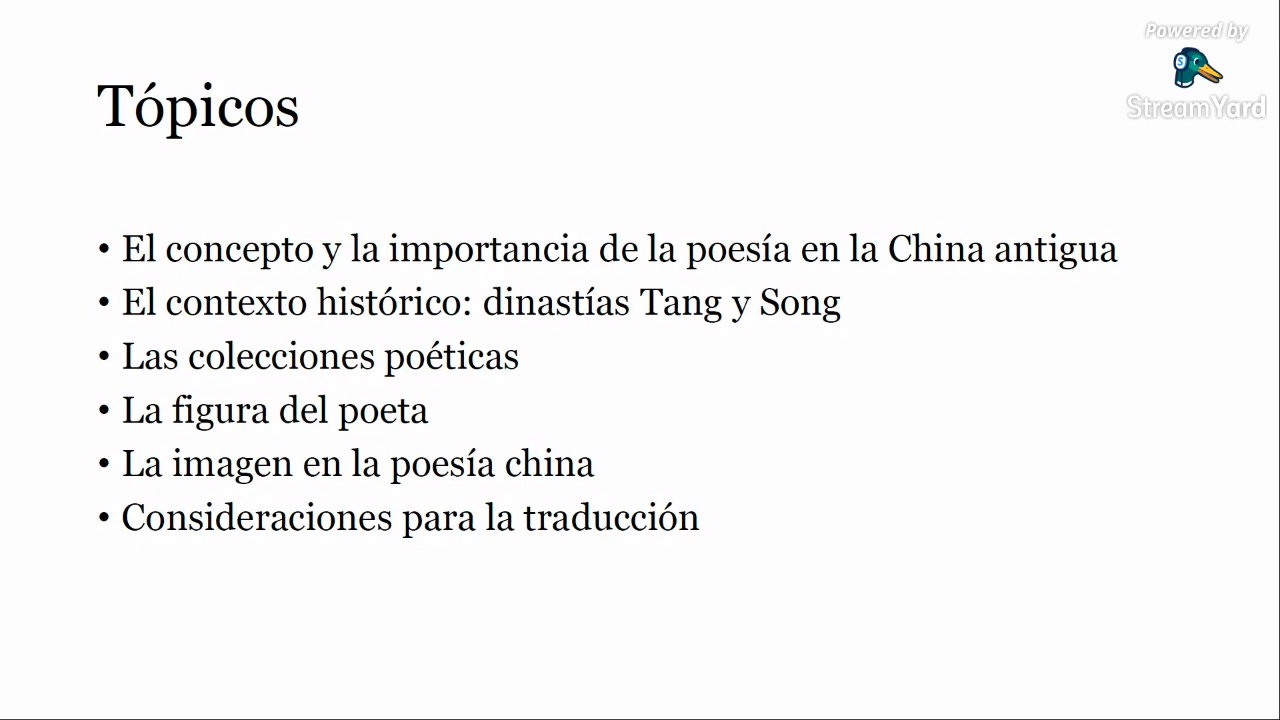 Powered by
StreamYard
Tópicos
• El concepto y la importancia de la poesía en la China antigua
• El contexto histórico: dinastías Tang y Song
• Las colecciones poéticas
• La figura del poeta
• La imagen en la poesía china
• Consideraciones para la traducción